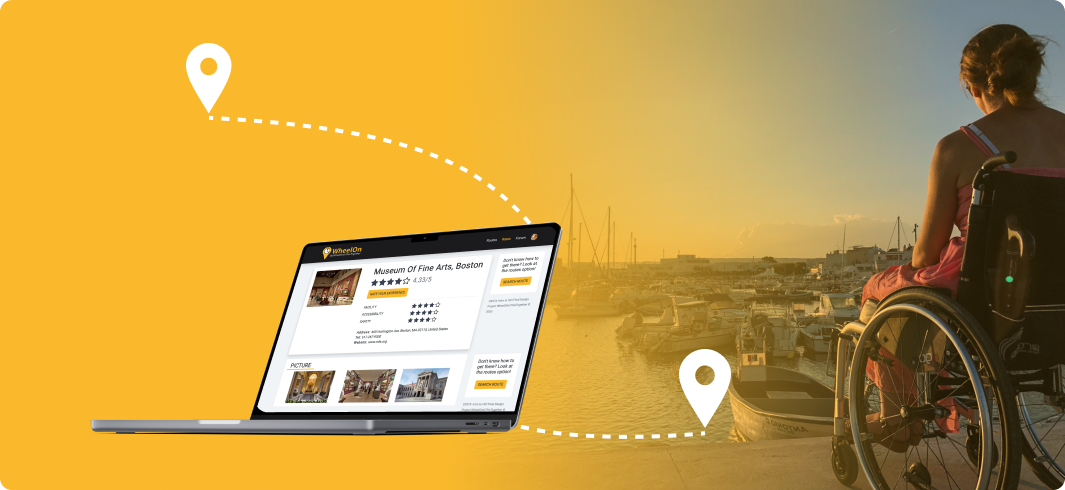 WheelOn
Routes Home Forum
Museum Of Fine Arts, Boston
4.33/5
RATE YOUR EXPERIENCE
FACILITY
ACCESSIBILITY
SAFETY
Address: 465 Huntington Ave, Boston, MA 02115, United States
Website: www.mfa.org
PICTURE
Don't know how to
get there? Look at
the routes option!
SEARCH ROUTE
Don't know how to
get there? Look at
the routes option!
SEARCH ROUTE